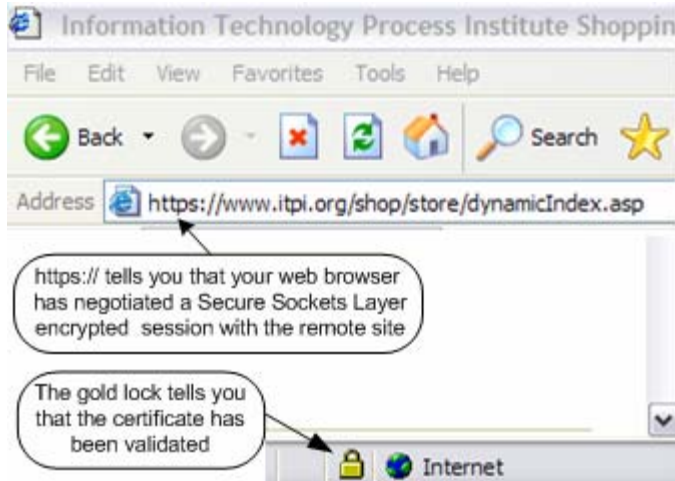 Information Technology Process Institute Shoppin
File Edit View Favorites Tools Help
Back Search
Address https://www.itpi.org/shop/store/dynamicIndex.asp
https:// tells you that your web browser
has negotiated a Secure Sockets Layer
encrypted session with the remote site
The gold lock tells you
that the certificate has
been validated
Internet